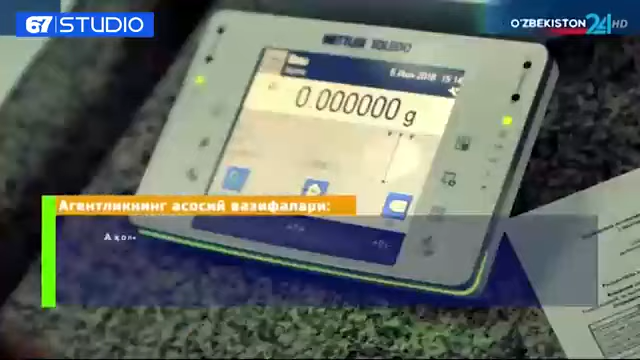 67 STUDIO
O'ZBEKISTON 24 HD
METTLER TOLEDO
0.000000 g
Агентликнинг асосий вазифалари: